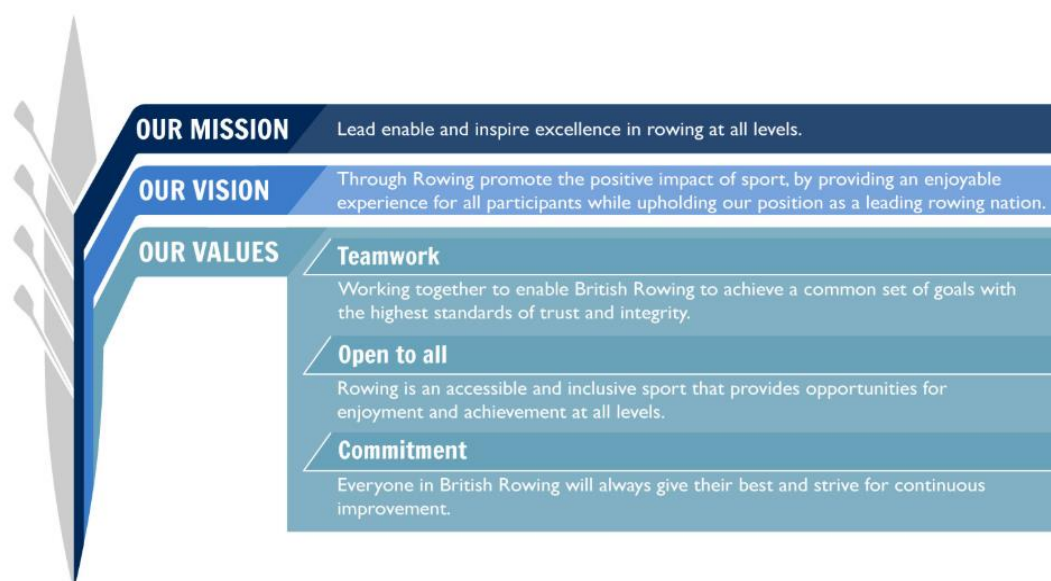 OUR MISSION
Lead enable and inspire excellence in rowing at all levels.
OUR VISION
Through Rowing promote the positive impact of sport, by providing an enjoyable
experience for all participants while upholding our position as a leading rowing nation.
OUR VALUES
Teamwork
Working together to enable British Rowing to achieve a common set of goals with
the highest standards of trust and integrity.
Open to all
Rowing is an accessible and inclusive sport that provides opportunities for
enjoyment and achievement at all levels.
Commitment
Everyone in British Rowing will always give their best and strive for continuous
improvement.